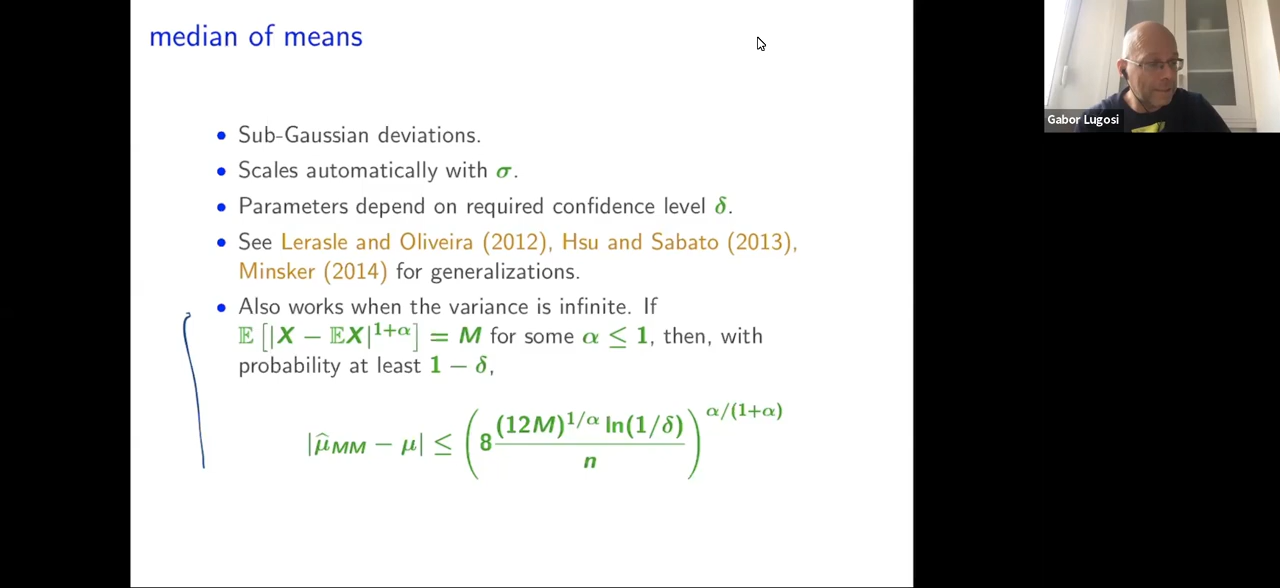 median of means
Gabor Lugosi
• Sub-Gaussian deviations.
• Scales automatically with σ.
• Parameters depend on required confidence level δ.
• See Lerasle and Oliveira (2012), Hsu and Sabato (2013),
Minsker (2014) for generalizations.
• Also works when the variance is infinite. If
𝔼 [|X − 𝔼X|^{1+α}] = M for some α ≤ 1, then, with
probability at least 1 − δ,
|μ̂_{MM} − μ| ≤ (8 (12M)^{1/α} ln(1/δ) / n)^{α/(1+α)}